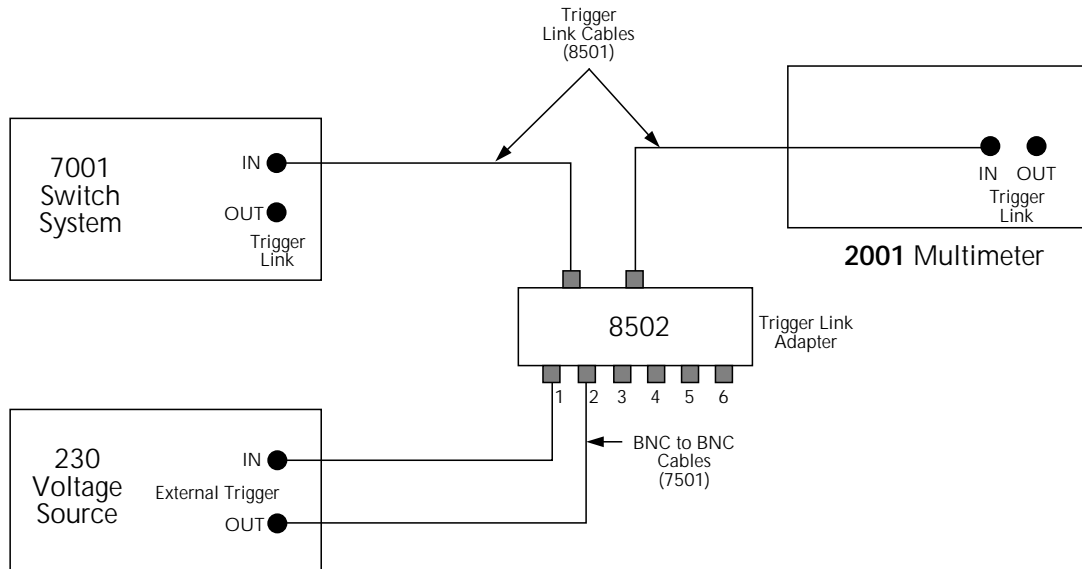 Trigger
Link Cables
(8501)
7001
Switch
System
IN
OUT
Trigger
Link
IN OUT
Trigger
Link
2001 Multimeter
8502
Trigger Link
Adapter
1 2 3 4 5 6
230
Voltage
Source
IN
External Trigger
OUT
BNC to BNC
Cables
(7501)